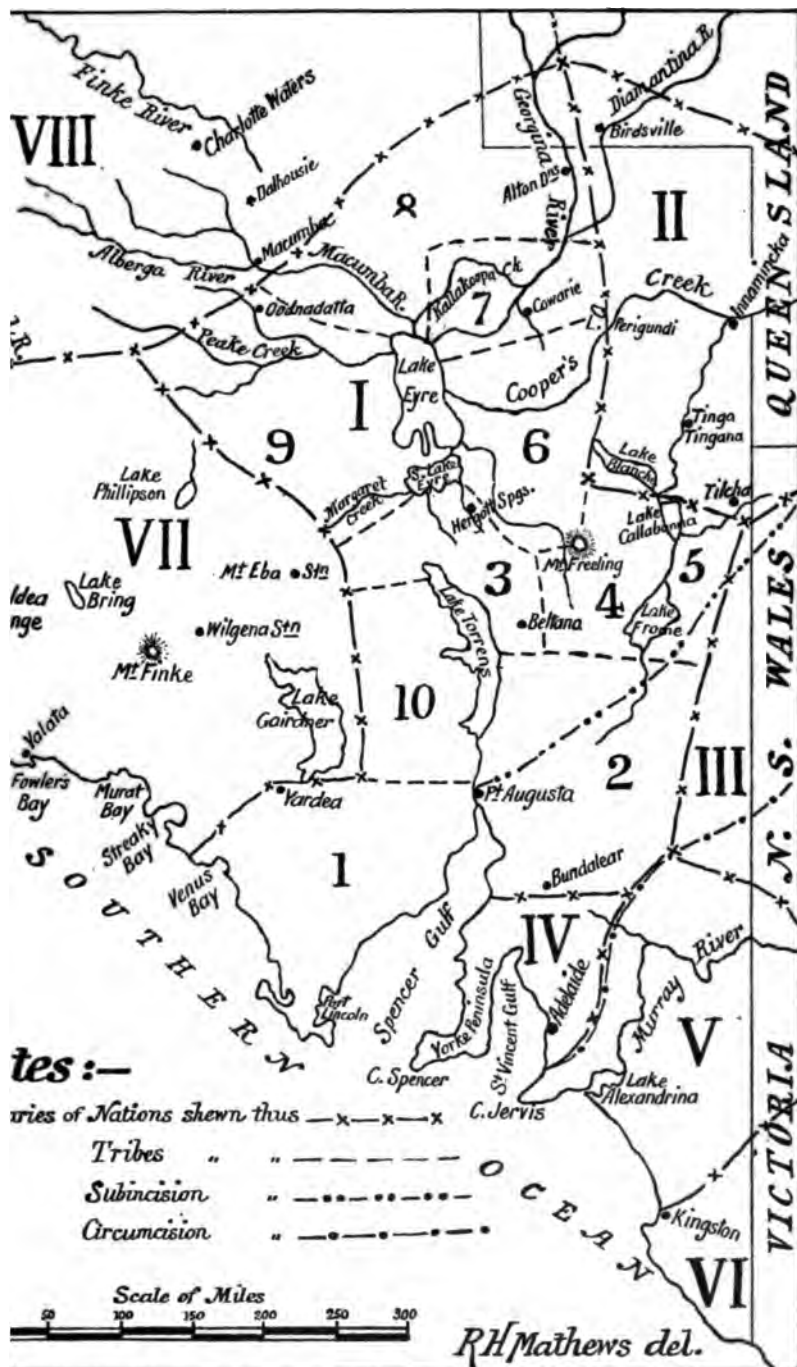 Finke River
Charlotte Waters
VIII
Dalhousie
Georgina
River
Diamantina R
Birdsville
QUEENSLAND
Alton Dns
II
8
Macumba
Macumba R.
Alberga River
Oodnadatta
Kallakoopa Ck
7
Cowarie
L. Perigundi
Cooper's Creek
Innamincka
R.
Peake Creek
Lake
Eyre
I
9
6
Tinga
Tingana
Lake
Phillipson
Lake
Blanche
Tilcha
Margaret
Creek
S. Lake
Eyre
Hergott Spgs.
Lake
Callabonna
VII
Mt Eba Stn
3
Mt Freeling
4
5
Lake
Bring
ldea
nge
Wilgena Stn
Lake Torrens
Beltana
Lake
Frome
Mt Finke
Lake
Gairdner
10
2
III
N. S. WALES
Yalata
Fowler's
Bay
Murat
Bay
Streaky
Bay
Venus
Bay
Yardea
Pt Augusta
1
Bundalear
SOUTHERN
Spencer Gulf
IV
River
Murray
Port
Lincoln
Yorke Peninsula
St Vincent Gulf
Adelaide
V
C. Spencer
C. Jervis
Lake
Alexandrina
VICTORIA
tes:—
aries of Nations shewn thus
Tribes " "
Subincision "
Circumcision "
OCEAN
Kingston
VI
Scale of Miles
50 100 150 200 250 300
R H Mathews del.